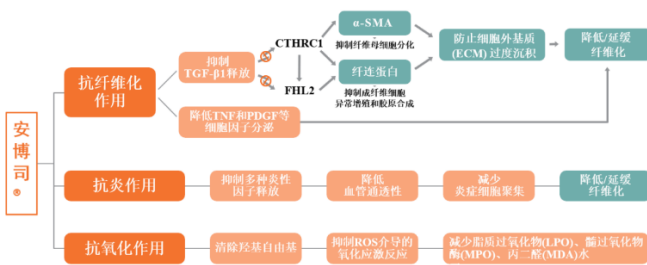 安博司
®
抗纤维化
作用
抑制
TGF-β1释放
CTHRC1
FHL2
α-SMA
抑制纤维母细胞分化
纤连蛋白
抑制成纤维细胞
异常增殖和胶原合成
防止细胞外基质
(ECM) 过度沉积
降低/延缓
纤维化
降低TNF和PDGF等
细胞因子分泌
抗炎作用
抑制多种炎性
因子释放
降低
血管通透性
减少
炎症细胞聚集
降低/延缓
纤维化
抗氧化作用
清除羟基自由基
抑制ROS介导的
氧化应激反应
减少脂质过氧化物(LPO)、髓过氧化物
酶(MPO)、丙二醛(MDA)水